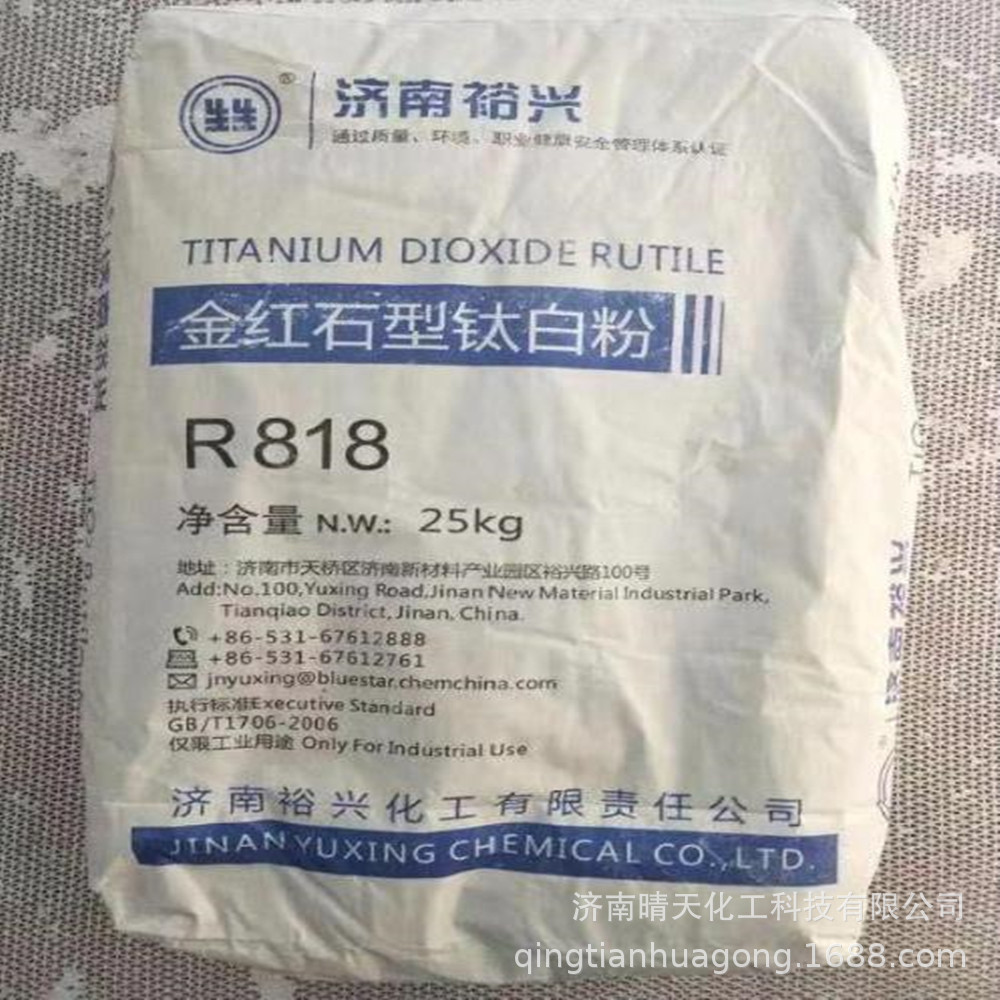 ® 济南裕兴
通过质量、环境、职业健康安全管理体系认证
TITANIUM DIOXIDE RUTILE
金红石型钛白粉
R818
净含量 N.W.: 25kg
地址：济南市天桥区济南新材料产业园区裕兴路100号
Add:No.100,Yuxing Road,Jinan New Material Industrial Park,
Tianqiao District,Jinan,China.
+86-531-67612888
+86-531-67612761
jnyuxing@bluestar.chemchina.com
执行标准Executive Standard
GB/T1706-2006
仅限工业用途 Only For Industrial Use
济南裕兴化工有限责任公司
JINAN YUXING CHEMICAL CO.,LTD.
济南晴天化工科技有限公司
qingtianhuagong.1688.com